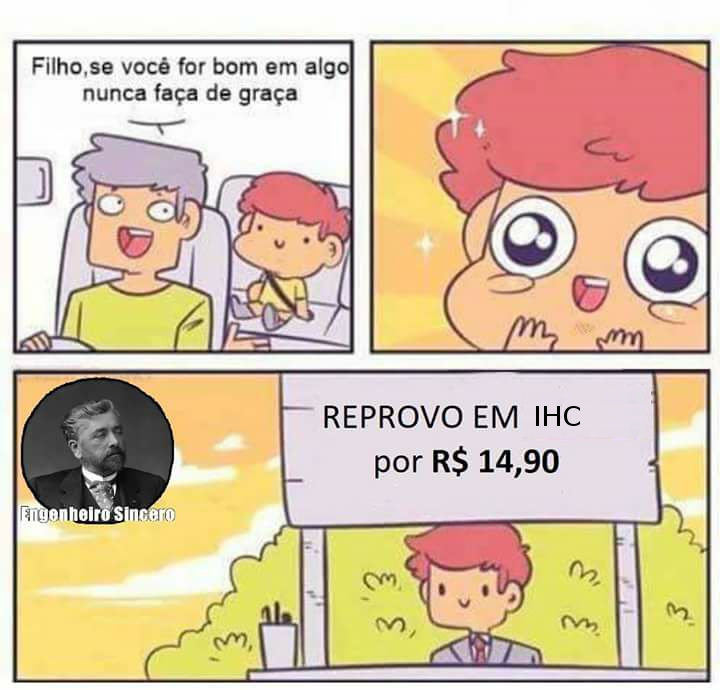 Filho,se você for bom em algo
nunca faça de graça
REPROVO EM IHC
por R$ 14,90
Engenheiro Sincero